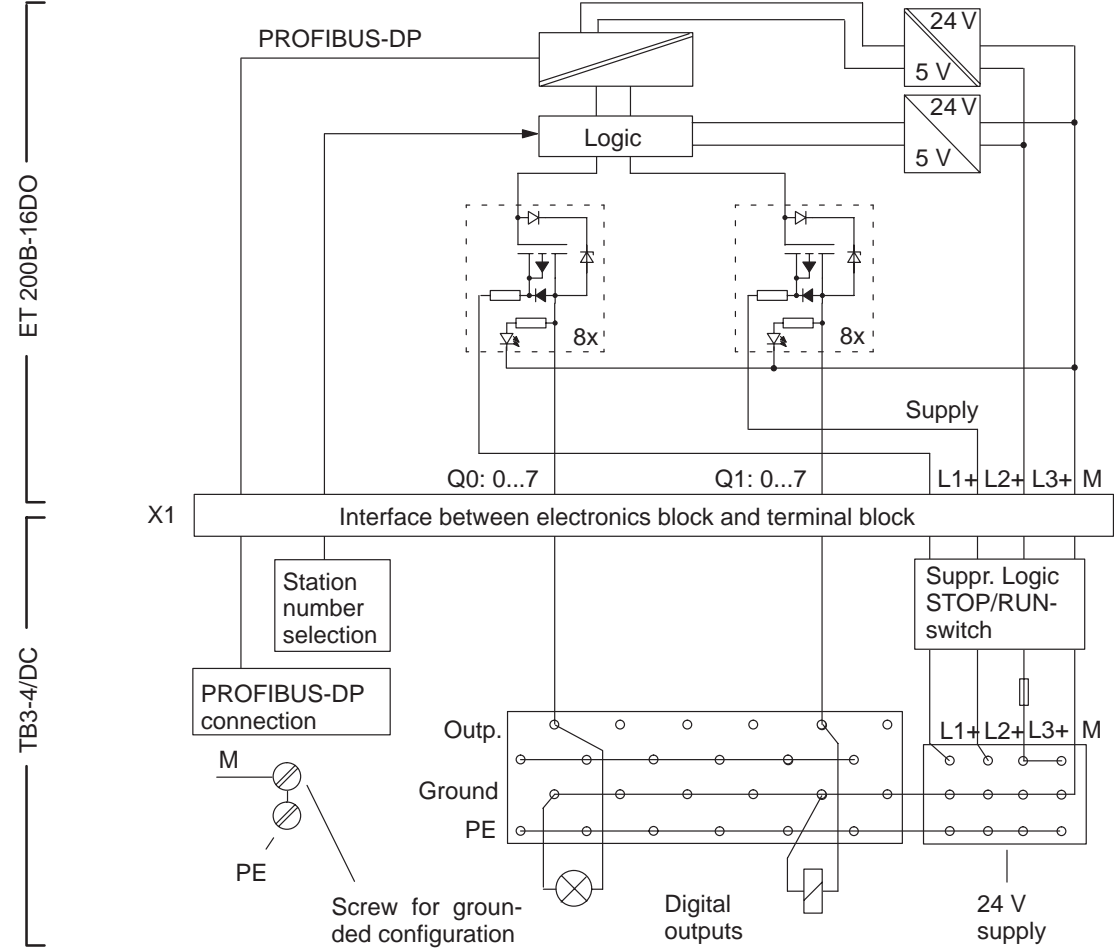 PROFIBUS-DP
24 V
5 V
24 V
5 V
Logic
ET 200B-16DO
8x
8x
Supply
Q0: 0...7
Q1: 0...7
L1+ L2+ L3+ M
X1
Interface between electronics block and terminal block
Station
number
selection
Suppr. Logic
STOP/RUN-
switch
TB3-4/DC
PROFIBUS-DP
connection
Outp.
L1+ L2+ L3+ M
M
Ground
PE
PE
Screw for groun-
ded configuration
Digital
outputs
24 V
supply